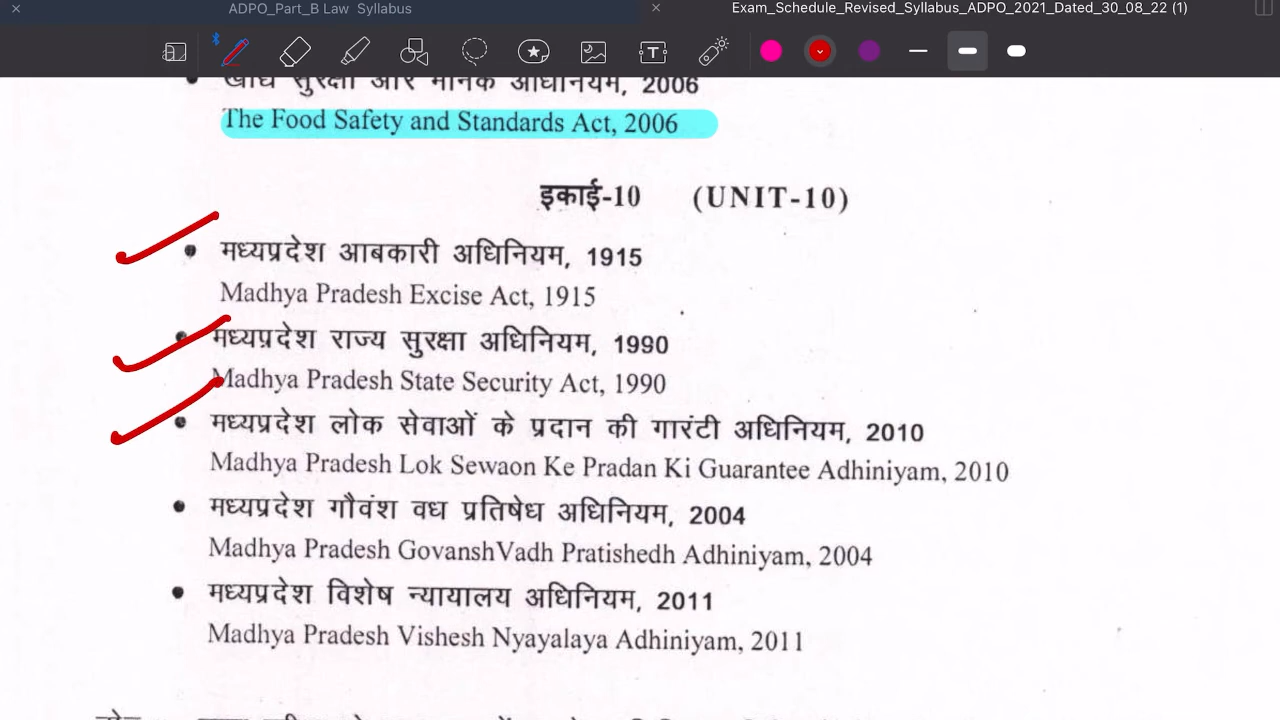 ADPO_Part_B Law Syllabus
Exam_Schedule_Revised_Syllabus_ADPO_2021_Dated_30_08_22 (1)
खाद्य सुरक्षा और मानक अधिनियम, 2006
The Food Safety and Standards Act, 2006
इकाई-10 (UNIT-10)
मध्यप्रदेश आबकारी अधिनियम, 1915
Madhya Pradesh Excise Act, 1915
मध्यप्रदेश राज्य सुरक्षा अधिनियम, 1990
Madhya Pradesh State Security Act, 1990
मध्यप्रदेश लोक सेवाओं के प्रदान की गारंटी अधिनियम, 2010
Madhya Pradesh Lok Sewaon Ke Pradan Ki Guarantee Adhiniyam, 2010
मध्यप्रदेश गौवंश वध प्रतिषेध अधिनियम, 2004
Madhya Pradesh GovanshVadh Pratishedh Adhiniyam, 2004
मध्यप्रदेश विशेष न्यायालय अधिनियम, 2011
Madhya Pradesh Vishesh Nyayalaya Adhiniyam, 2011